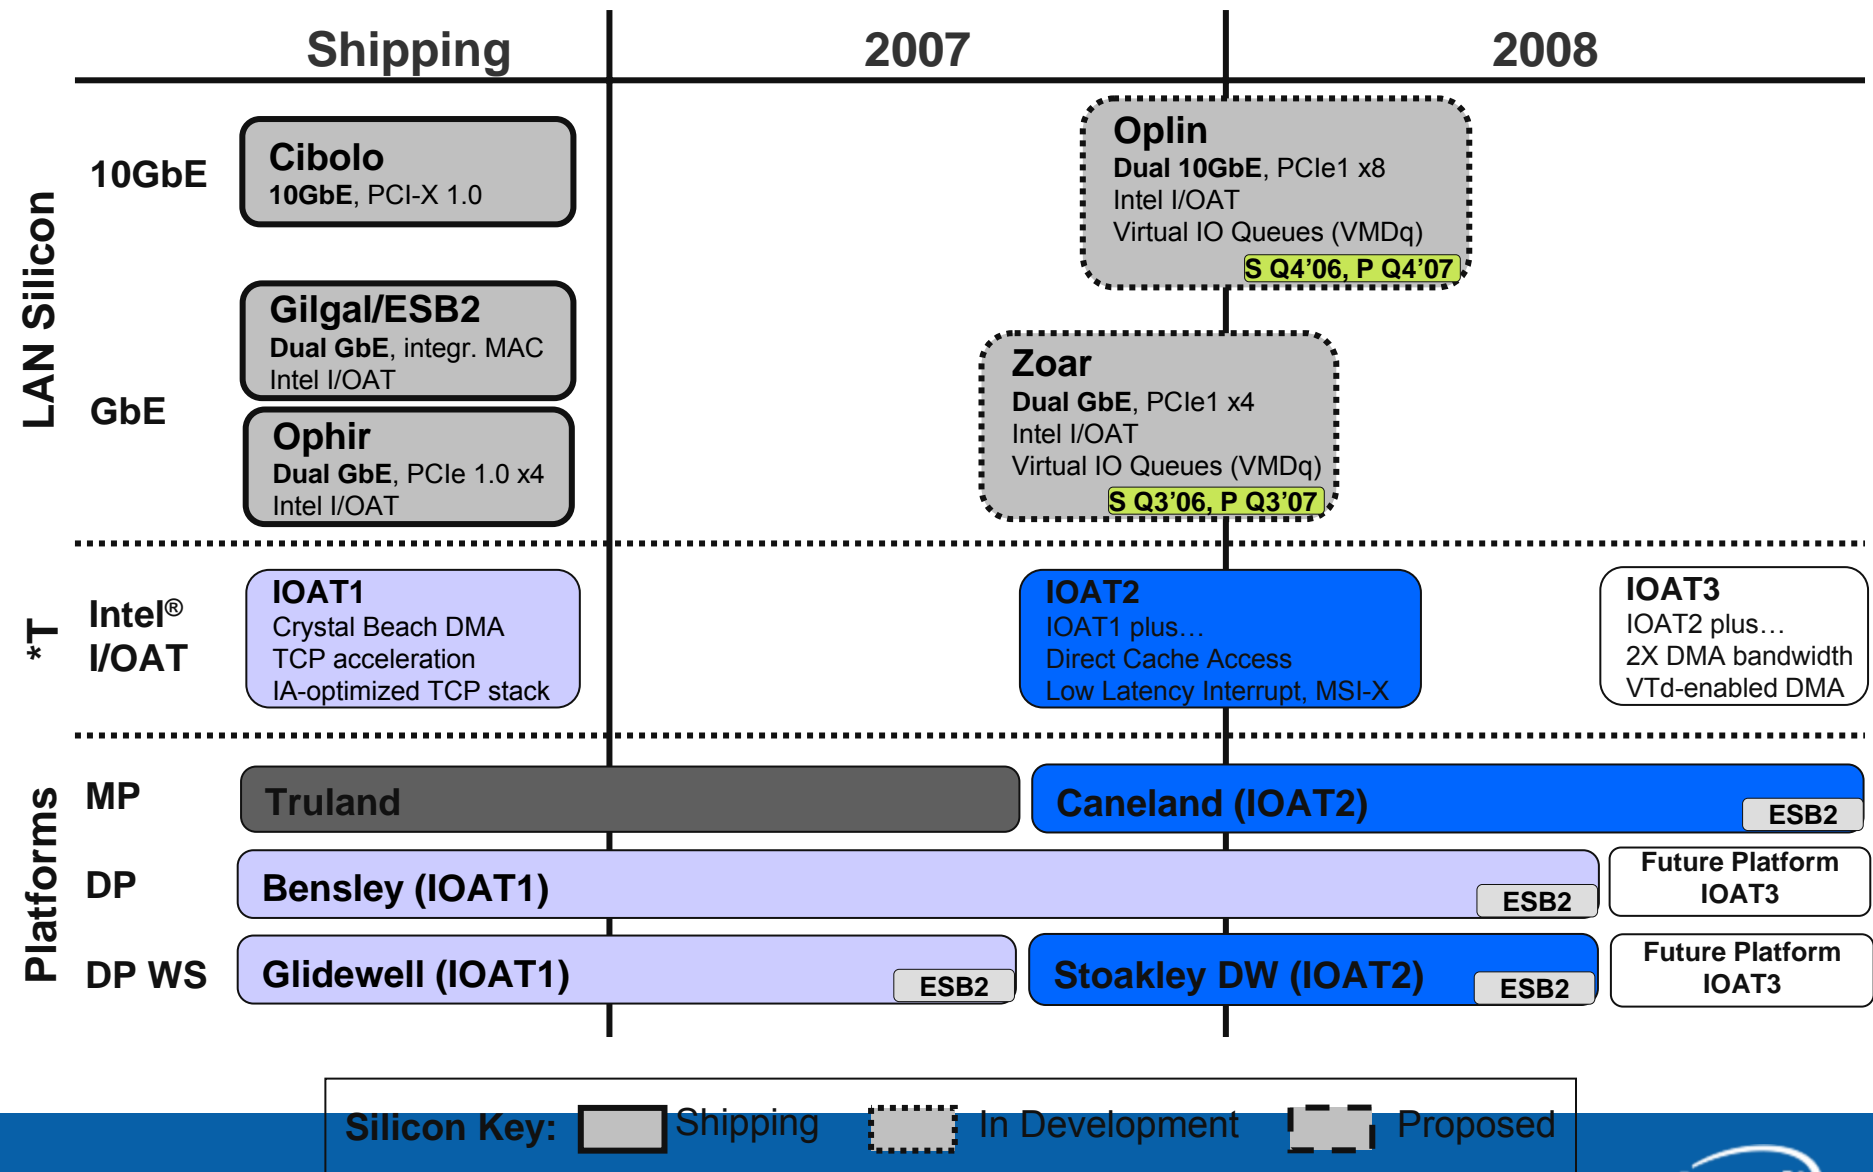 Shipping
2007
2008
LAN Silicon
10GbE
Cibolo
10GbE, PCI-X 1.0
Oplin
Dual 10GbE, PCIe1 x8
Intel I/OAT
Virtual IO Queues (VMDq)
S Q4’06, P Q4’07
GbE
Gilgal/ESB2
Dual GbE, integr. MAC
Intel I/OAT
Ophir
Dual GbE, PCIe 1.0 x4
Intel I/OAT
Zoar
Dual GbE, PCIe1 x4
Intel I/OAT
Virtual IO Queues (VMDq)
S Q3’06, P Q3’07
*T
Intel®
I/OAT
IOAT1
Crystal Beach DMA
TCP acceleration
IA-optimized TCP stack
IOAT2
IOAT1 plus…
Direct Cache Access
Low Latency Interrupt, MSI-X
IOAT3
IOAT2 plus…
2X DMA bandwidth
VTd-enabled DMA
Platforms
MP
Truland
Caneland (IOAT2)
ESB2
DP
Bensley (IOAT1)
ESB2
Future Platform
IOAT3
DP WS
Glidewell (IOAT1)
ESB2
Stoakley DW (IOAT2)
ESB2
Future Platform
IOAT3
Silicon Key:
Shipping
In Development
Proposed